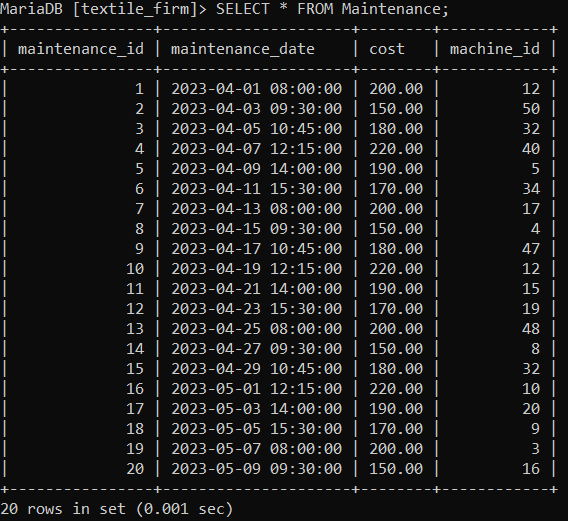 MariaDB [textile_firm]> SELECT * FROM Maintenance;
+----------------+---------------------+--------+------------+
| maintenance_id | maintenance_date    | cost   | machine_id |
+----------------+---------------------+--------+------------+
|              1 | 2023-04-01 08:00:00 | 200.00 |         12 |
|              2 | 2023-04-03 09:30:00 | 150.00 |         50 |
|              3 | 2023-04-05 10:45:00 | 180.00 |         32 |
|              4 | 2023-04-07 12:15:00 | 220.00 |         40 |
|              5 | 2023-04-09 14:00:00 | 190.00 |          5 |
|              6 | 2023-04-11 15:30:00 | 170.00 |         34 |
|              7 | 2023-04-13 08:00:00 | 200.00 |         17 |
|              8 | 2023-04-15 09:30:00 | 150.00 |          4 |
|              9 | 2023-04-17 10:45:00 | 180.00 |         47 |
|             10 | 2023-04-19 12:15:00 | 220.00 |         12 |
|             11 | 2023-04-21 14:00:00 | 190.00 |         15 |
|             12 | 2023-04-23 15:30:00 | 170.00 |         19 |
|             13 | 2023-04-25 08:00:00 | 200.00 |         48 |
|             14 | 2023-04-27 09:30:00 | 150.00 |          8 |
|             15 | 2023-04-29 10:45:00 | 180.00 |         32 |
|             16 | 2023-05-01 12:15:00 | 220.00 |         10 |
|             17 | 2023-05-03 14:00:00 | 190.00 |         20 |
|             18 | 2023-05-05 15:30:00 | 170.00 |          9 |
|             19 | 2023-05-07 08:00:00 | 200.00 |          3 |
|             20 | 2023-05-09 09:30:00 | 150.00 |         16 |
+----------------+---------------------+--------+------------+
20 rows in set (0.001 sec)